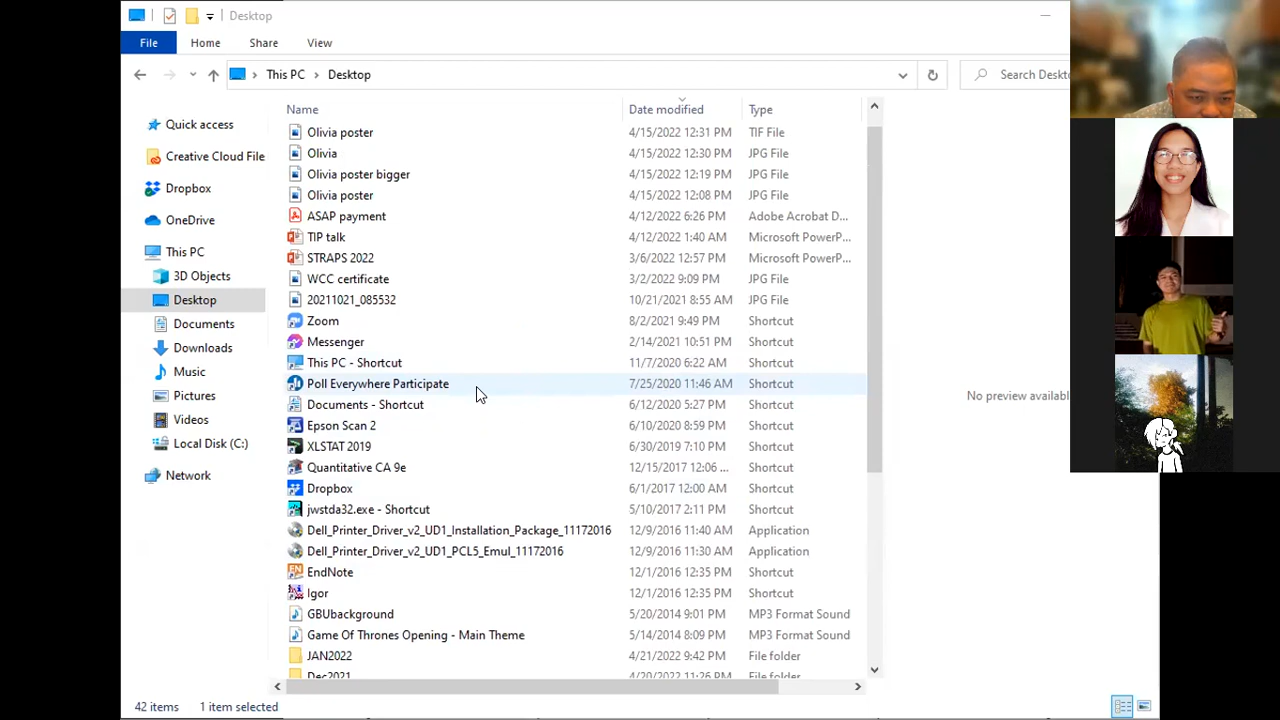 Desktop
File Home Share View
This PC > Desktop
Search Deskto
Name Date modified Type
Quick access
Creative Cloud File
Dropbox
OneDrive
This PC
3D Objects
Desktop
Documents
Downloads
Music
Pictures
Videos
Local Disk (C:)
Network
Olivia poster 4/15/2022 12:31 PM TIF File
Olivia 4/15/2022 12:30 PM JPG File
Olivia poster bigger 4/15/2022 12:19 PM JPG File
Olivia poster 4/15/2022 12:08 PM JPG File
ASAP payment 4/12/2022 6:26 PM Adobe Acrobat D...
TIP talk 4/12/2022 1:40 AM Microsoft PowerP...
STRAPS 2022 3/6/2022 12:57 PM Microsoft PowerP...
WCC certificate 3/2/2022 9:09 PM JPG File
20211021_085532 10/21/2021 8:55 AM JPG File
Zoom 8/2/2021 9:49 PM Shortcut
Messenger 2/14/2021 10:51 PM Shortcut
This PC - Shortcut 11/7/2020 6:22 AM Shortcut
Poll Everywhere Participate 7/25/2020 11:46 AM Shortcut
Documents - Shortcut 6/12/2020 5:27 PM Shortcut
Epson Scan 2 6/10/2020 8:59 PM Shortcut
XLSTAT 2019 6/30/2019 7:10 PM Shortcut
Quantitative CA 9e 12/15/2017 12:06 ... Shortcut
Dropbox 6/1/2017 12:00 AM Shortcut
jwstda32.exe - Shortcut 5/10/2017 2:11 PM Shortcut
Dell_Printer_Driver_v2_UD1_Installation_Package_11172016 12/9/2016 11:40 AM Application
Dell_Printer_Driver_v2_UD1_PCL5_Emul_11172016 12/9/2016 11:30 AM Application
EndNote 12/1/2016 12:35 PM Shortcut
Igor 12/1/2016 12:35 PM Shortcut
GBUbackground 5/20/2014 9:01 PM MP3 Format Sound
Game Of Thrones Opening - Main Theme 5/14/2014 8:09 PM MP3 Format Sound
JAN2022 4/21/2022 9:42 PM File folder
Dec2021 4/20/2022 11:26 PM File folder
No preview availabl
42 items 1 item selected